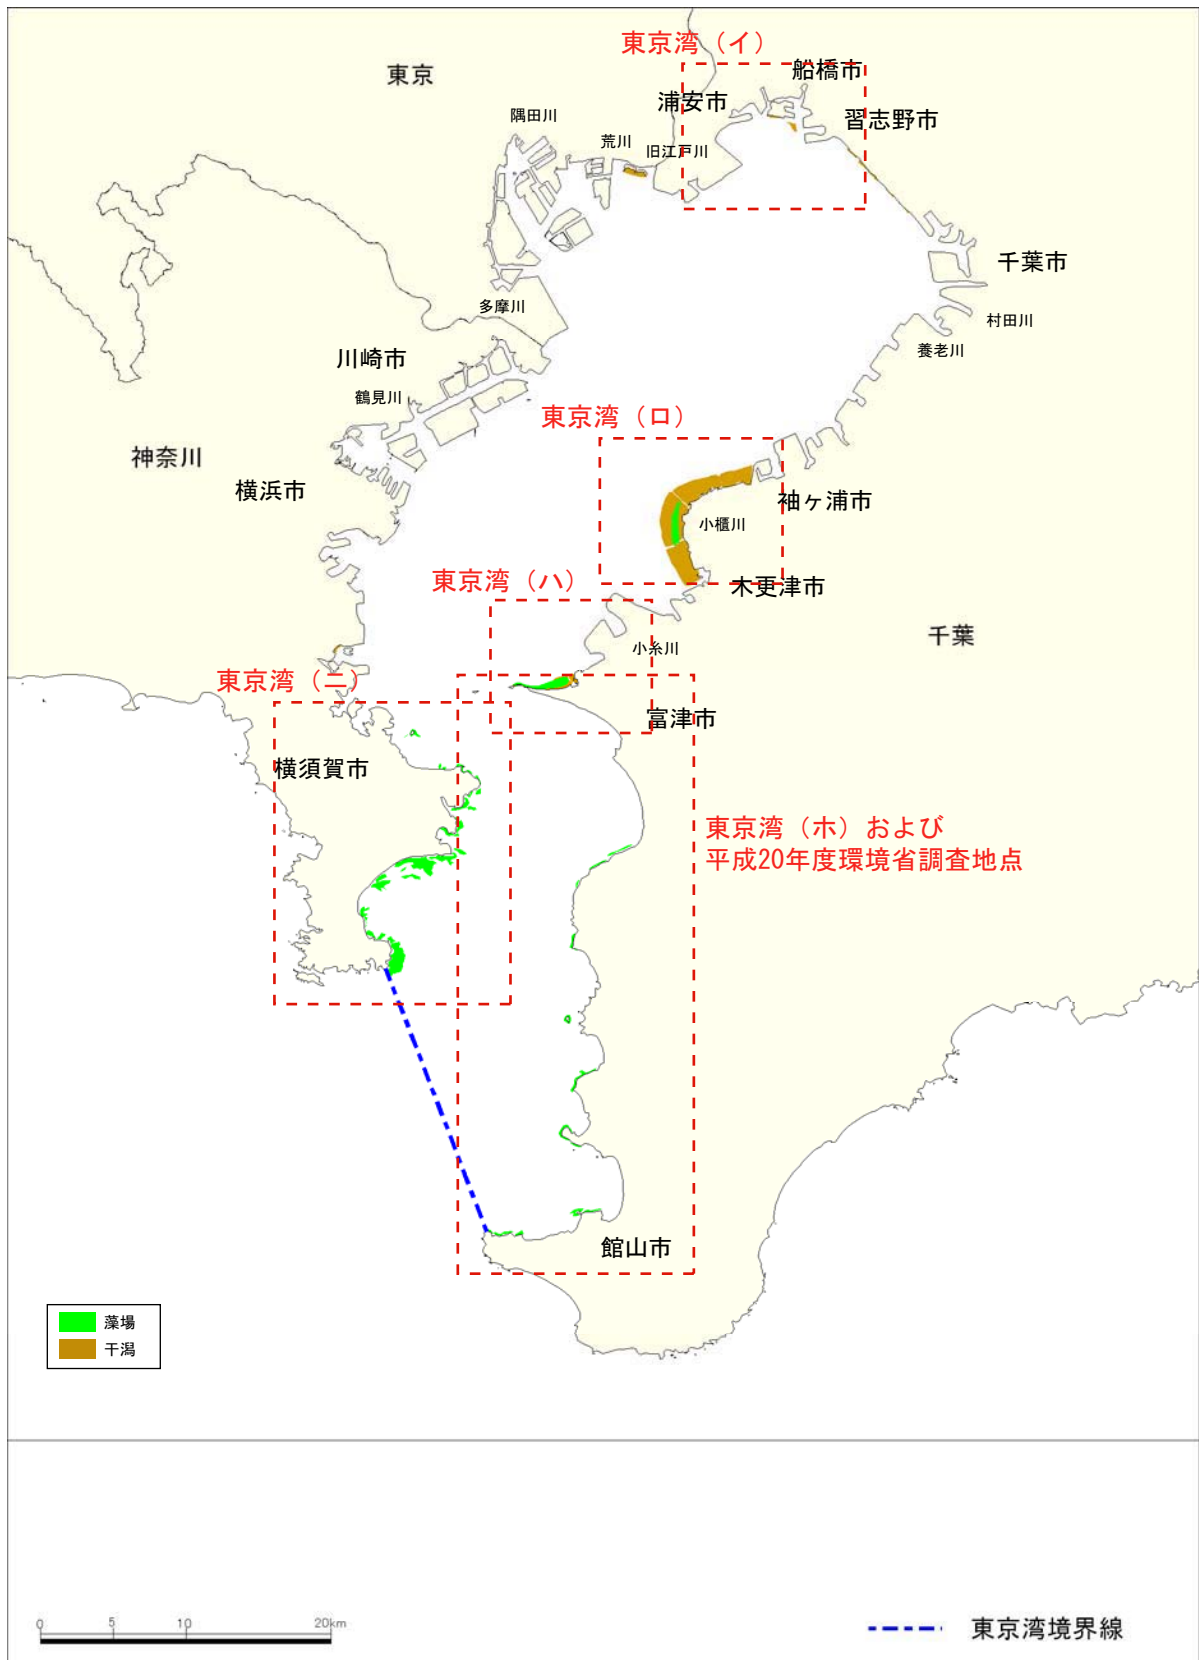 東京湾（イ）
船橋市
東京
浦安市
習志野市
隅田川
荒川
旧江戸川
千葉市
多摩川
村田川
養老川
川崎市
鶴見川
東京湾（ロ）
神奈川
横浜市
袖ヶ浦市
小櫃川
東京湾（ハ）
木更津市
千葉
小糸川
東京湾（ニ）
富津市
横須賀市
東京湾（ホ）および
平成20年度環境省調査地点
館山市
藻場
干潟
0 5 10 20km
東京湾境界線